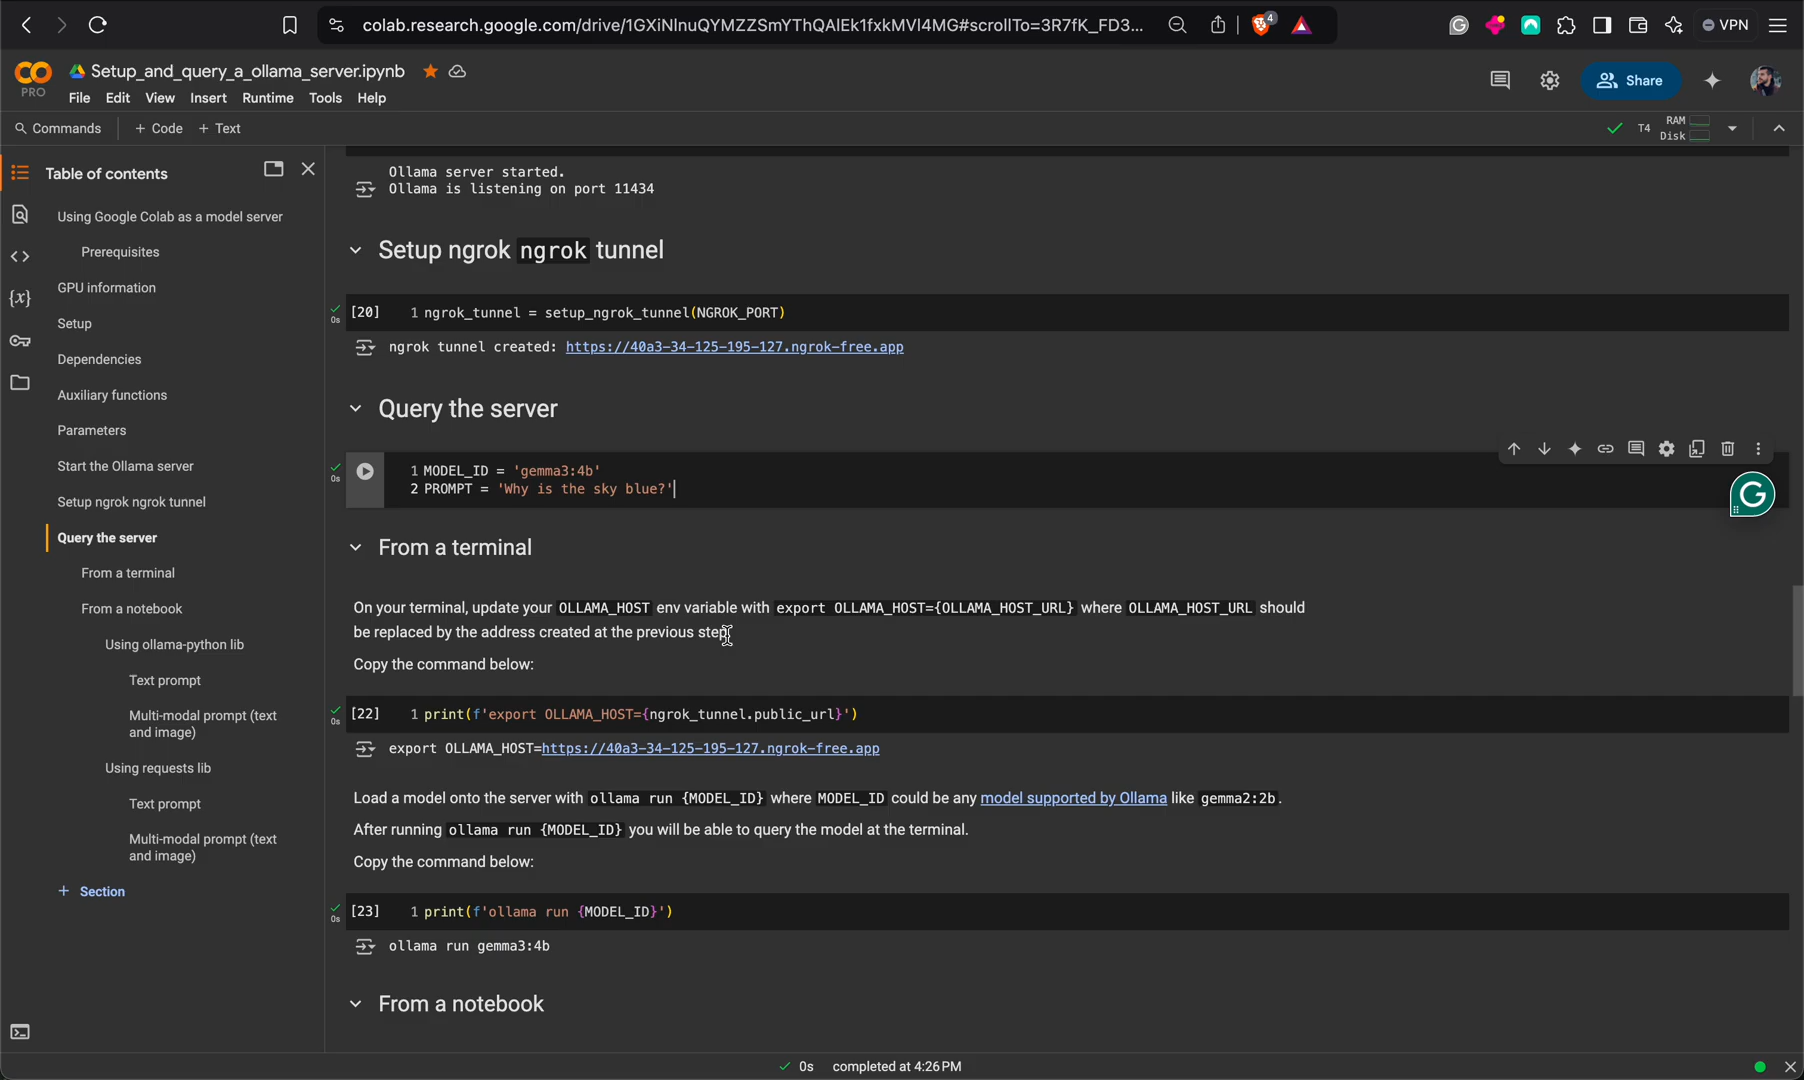 colab.research.google.com/drive/1GXiNlnuQYMZZSmYThQAlEk1fxkMVl4MG#scrollTo=3R7fK_FD3...
4
VPN
PRO
Setup_and_query_a_ollama_server.ipynb
File Edit View Insert Runtime Tools Help
Share
Commands + Code + Text
T4 RAM Disk
Table of contents
Using Google Colab as a model server
Prerequisites
GPU information
Setup
Dependencies
Auxiliary functions
Parameters
Start the Ollama server
Setup ngrok ngrok tunnel
Query the server
From a terminal
From a notebook
Using ollama-python lib
Text prompt
Multi-modal prompt (text
and image)
Using requests lib
Text prompt
Multi-modal prompt (text
and image)
+ Section
Ollama server started.
Ollama is listening on port 11434
Setup ngrok ngrok tunnel
0s [20] 1 ngrok_tunnel = setup_ngrok_tunnel(NGROK_PORT)
ngrok tunnel created: https://40a3-34-125-195-127.ngrok-free.app
Query the server
1 MODEL_ID = 'gemma3:4b'
0s 2 PROMPT = 'Why is the sky blue?'
From a terminal
On your terminal, update your OLLAMA_HOST env variable with export OLLAMA_HOST={OLLAMA_HOST_URL} where OLLAMA_HOST_URL should
be replaced by the address created at the previous step.
Copy the command below:
0s [22] 1 print(f'export OLLAMA_HOST={ngrok_tunnel.public_url}')
export OLLAMA_HOST=https://40a3-34-125-195-127.ngrok-free.app
Load a model onto the server with ollama run {MODEL_ID} where MODEL_ID could be any model supported by Ollama like gemma2:2b.
After running ollama run {MODEL_ID} you will be able to query the model at the terminal.
Copy the command below:
0s [23] 1 print(f'ollama run {MODEL_ID}')
ollama run gemma3:4b
From a notebook
0s completed at 4:26 PM